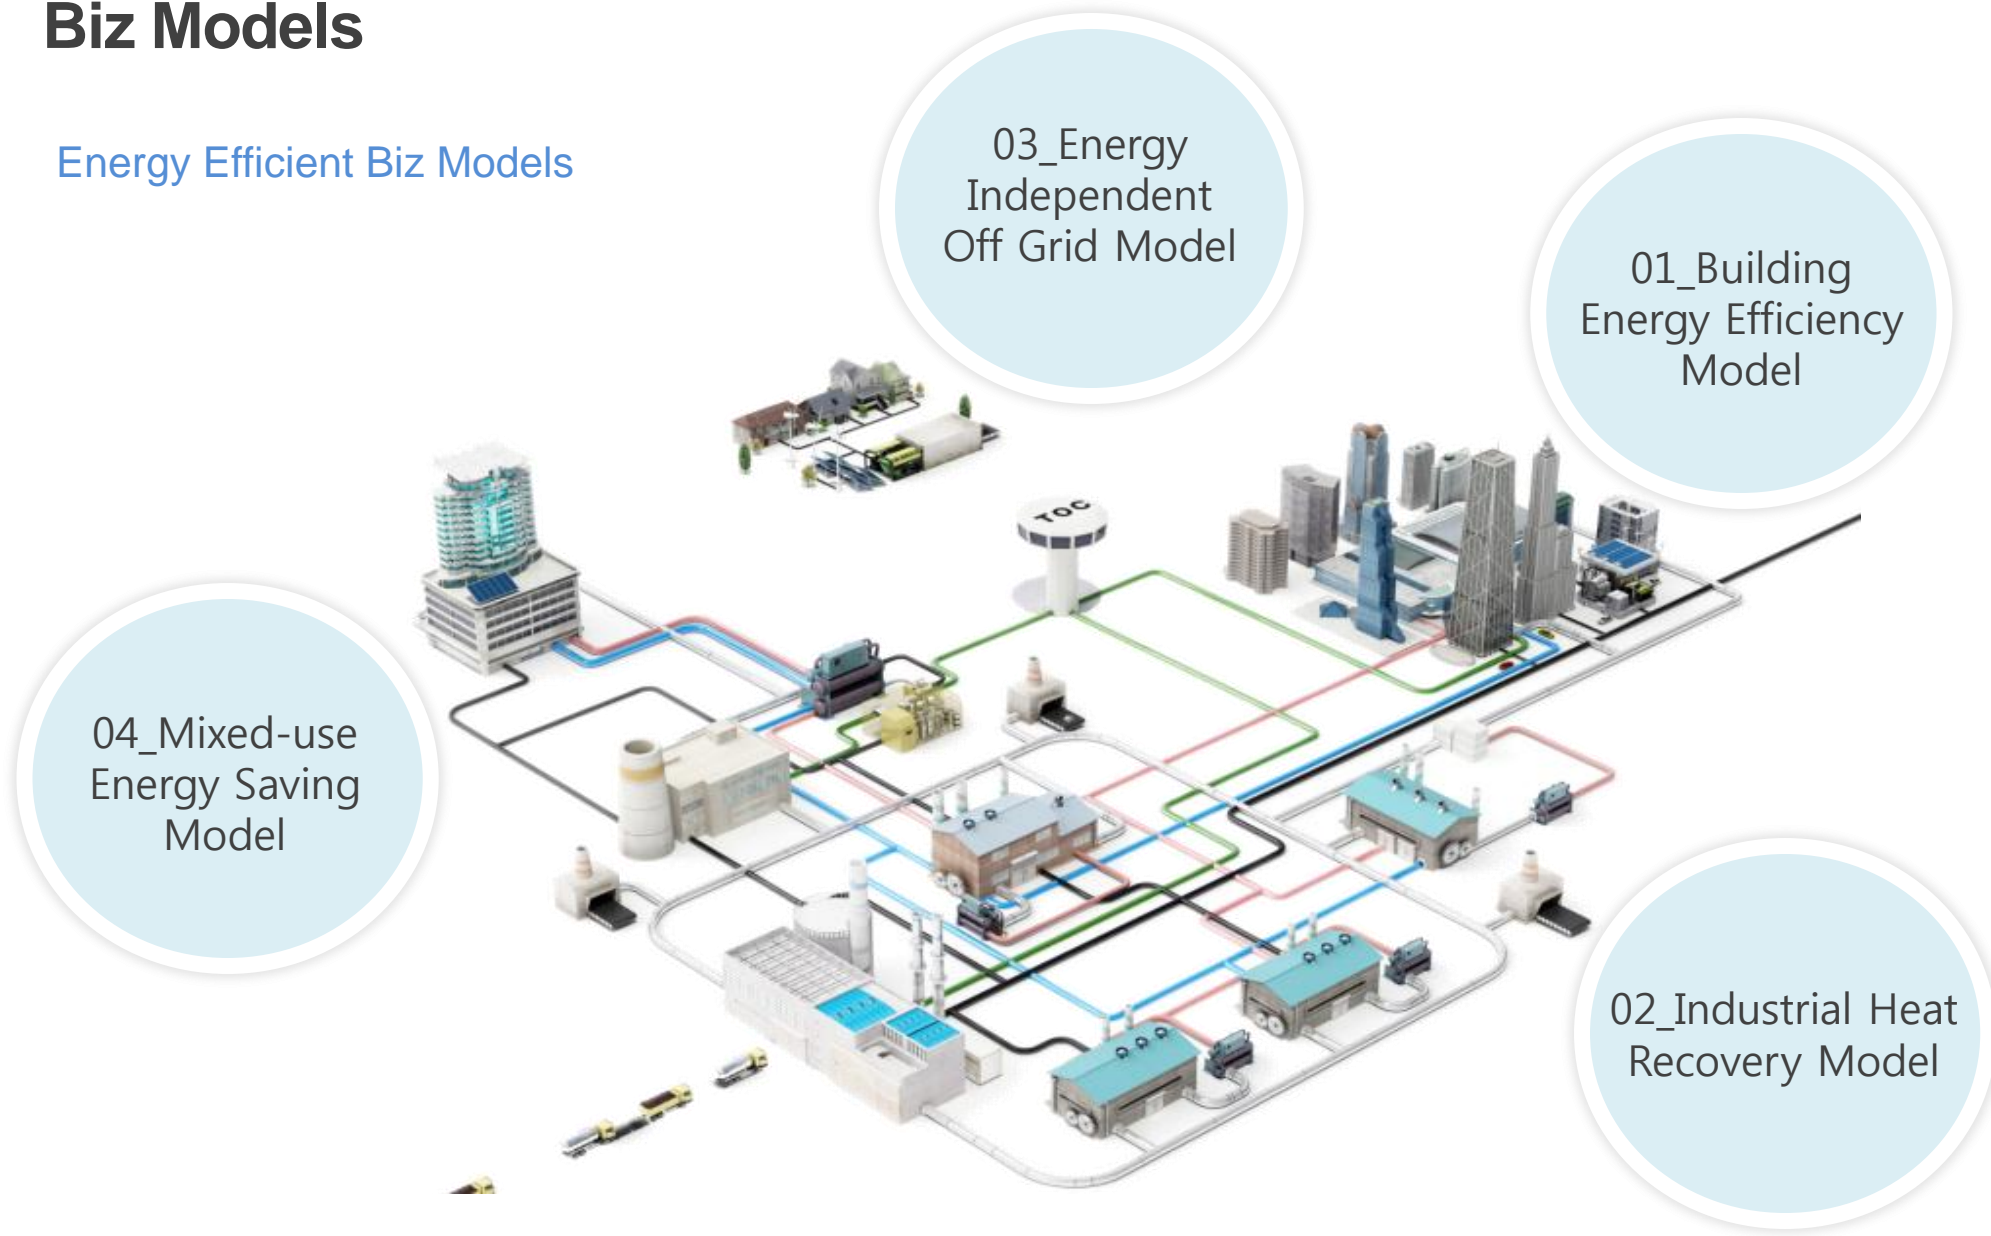 Biz Models
Energy Efficient Biz Models
03_Energy
Independent
Off Grid Model
01_Building
Energy Efficiency
Model
TOC
04_Mixed-use
Energy Saving
Model
02_Industrial Heat
Recovery Model